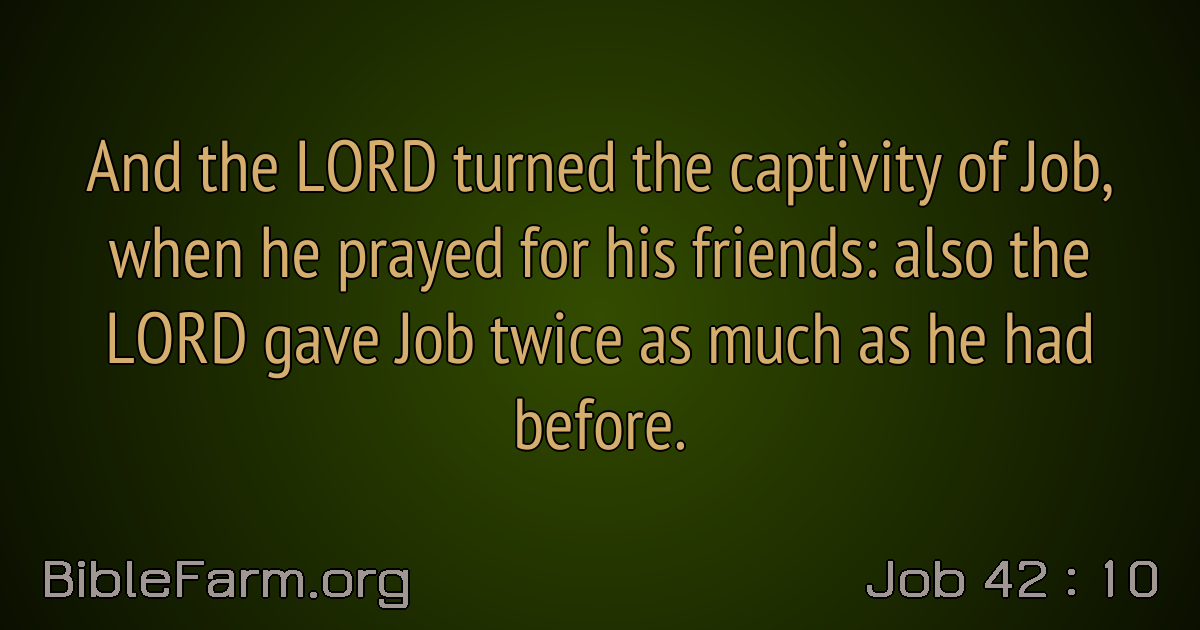 And the LORD turned the captivity of Job,
when he prayed for his friends: also the
LORD gave Job twice as much as he had
before.
BibleFarm.org
Job 42 : 10